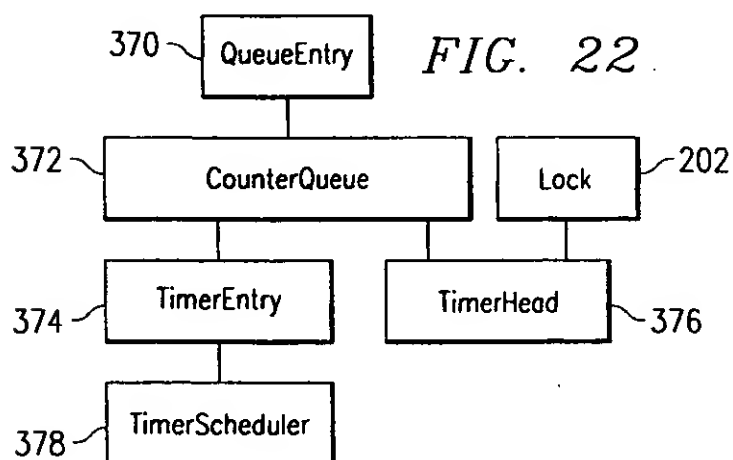 370 QueueEntry FIG. 22
372 CounterQueue Lock 202
374 TimerEntry TimerHead 376
378 TimerScheduler